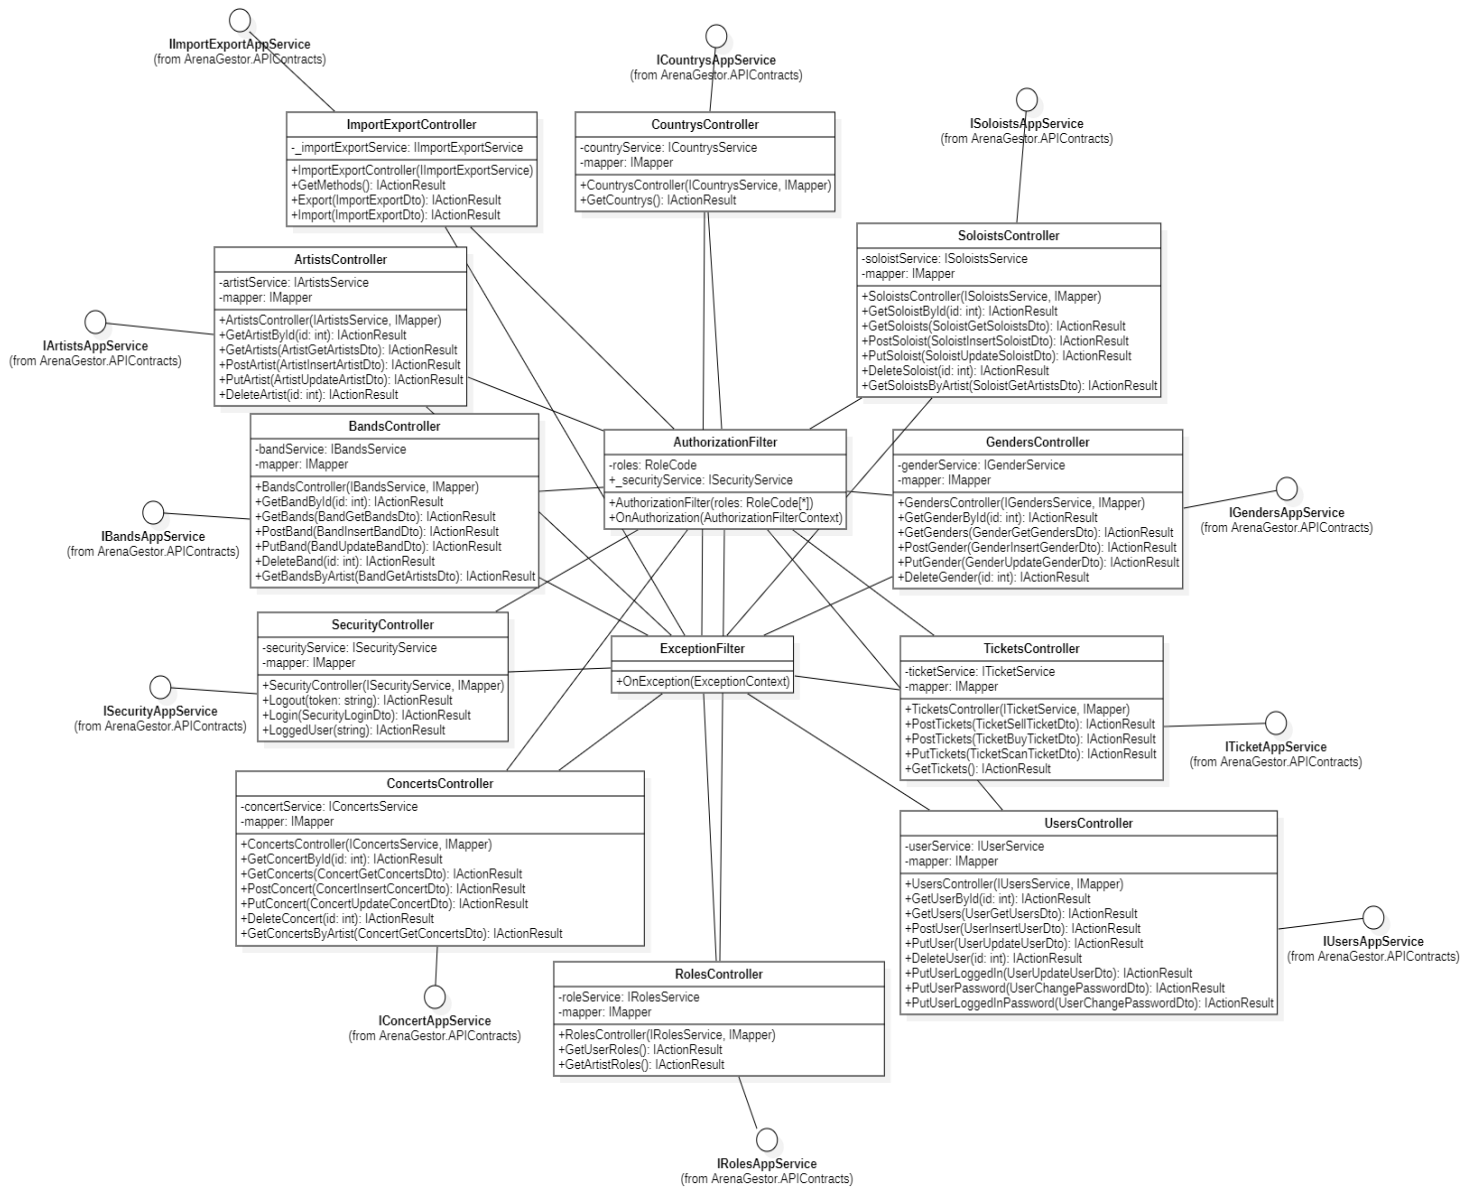 IImportExportAppService
(from ArenaGestor.APIContracts)
ICountrysAppService
(from ArenaGestor.APIContracts)
ISoloistsAppService
(from ArenaGestor.APIContracts)
ImportExportController
-_importExportService: IImportExportService
+ImportExportController(IImportExportService)
+GetMethods(): IActionResult
+Export(ImportExportDto): IActionResult
+Import(ImportExportDto): IActionResult
CountrysController
-countryService: ICountrysService
-mapper: IMapper
+CountrysController(ICountrysService, IMapper)
+GetCountrys(): IActionResult
SoloistsController
-soloistService: ISoloistsService
-mapper: IMapper
+SoloistsController(ISoloistsService, IMapper)
+GetSoloistById(id: int): IActionResult
+GetSoloists(SoloistGetSoloistsDto): IActionResult
+PostSoloist(SoloistInsertSoloistDto): IActionResult
+PutSoloist(SoloistUpdateSoloistDto): IActionResult
+DeleteSoloist(id: int): IActionResult
+GetSoloistsByArtist(SoloistGetArtistsDto): IActionResult
ArtistsController
-artistService: IArtistsService
-mapper: IMapper
+ArtistsController(IArtistsService, IMapper)
+GetArtistById(id: int): IActionResult
+GetArtists(ArtistGetArtistsDto): IActionResult
+PostArtist(ArtistInsertArtistDto): IActionResult
+PutArtist(ArtistUpdateArtistDto): IActionResult
+DeleteArtist(id: int): IActionResult
IArtistsAppService
(from ArenaGestor.APIContracts)
BandsController
-bandService: IBandsService
-mapper: IMapper
+BandsController(IBandsService, IMapper)
+GetBandById(id: int): IActionResult
+GetBands(BandGetBandsDto): IActionResult
+PostBand(BandInsertBandDto): IActionResult
+PutBand(BandUpdateBandDto): IActionResult
+DeleteBand(id: int): IActionResult
+GetBandsByArtist(BandGetArtistsDto): IActionResult
IBandsAppService
(from ArenaGestor.APIContracts)
AuthorizationFilter
-roles: RoleCode
+_securityService: ISecurityService
+AuthorizationFilter(roles: RoleCode[*])
+OnAuthorization(AuthorizationFilterContext)
GendersController
-genderService: IGenderService
-mapper: IMapper
+GendersController(IGendersService, IMapper)
+GetGenderById(id: int): IActionResult
+GetGenders(GenderGetGendersDto): IActionResult
+PostGender(GenderInsertGenderDto): IActionResult
+PutGender(GenderUpdateGenderDto): IActionResult
+DeleteGender(id: int): IActionResult
IGendersAppService
(from ArenaGestor.APIContracts)
SecurityController
-securityService: ISecurityService
-mapper: IMapper
+SecurityController(ISecurityService, IMapper)
+Logout(token: string): IActionResult
+Login(SecurityLoginDto): IActionResult
+LoggedUser(string): IActionResult
ISecurityAppService
(from ArenaGestor.APIContracts)
ExceptionFilter
+OnException(ExceptionContext)
TicketsController
-ticketService: ITicketService
-mapper: IMapper
+TicketsController(ITicketService, IMapper)
+PostTickets(TicketSellTicketDto): IActionResult
+PostTickets(TicketBuyTicketDto): IActionResult
+PutTickets(TicketScanTicketDto): IActionResult
+GetTickets(): IActionResult
ITicketAppService
(from ArenaGestor.APIContracts)
ConcertsController
-concertService: IConcertsService
-mapper: IMapper
+ConcertsController(IConcertsService, IMapper)
+GetConcertById(id: int): IActionResult
+GetConcerts(ConcertGetConcertsDto): IActionResult
+PostConcert(ConcertInsertConcertDto): IActionResult
+PutConcert(ConcertUpdateConcertDto): IActionResult
+DeleteConcert(id: int): IActionResult
+GetConcertsByArtist(ConcertGetConcertsDto): IActionResult
IConcertAppService
(from ArenaGestor.APIContracts)
UsersController
-userService: IUserService
-mapper: IMapper
+UsersController(IUsersService, IMapper)
+GetUserById(id: int): IActionResult
+GetUsers(UserGetUsersDto): IActionResult
+PostUser(UserInsertUserDto): IActionResult
+PutUser(UserUpdateUserDto): IActionResult
+DeleteUser(id: int): IActionResult
+PutUserLoggedIn(UserUpdateUserDto): IActionResult
+PutUserPassword(UserChangePasswordDto): IActionResult
+PutUserLoggedInPassword(UserChangePasswordDto): IActionResult
IUsersAppService
(from ArenaGestor.APIContracts)
RolesController
-roleService: IRolesService
-mapper: IMapper
+RolesController(IRolesService, IMapper)
+GetUserRoles(): IActionResult
+GetArtistRoles(): IActionResult
IRolesAppService
(from ArenaGestor.APIContracts)